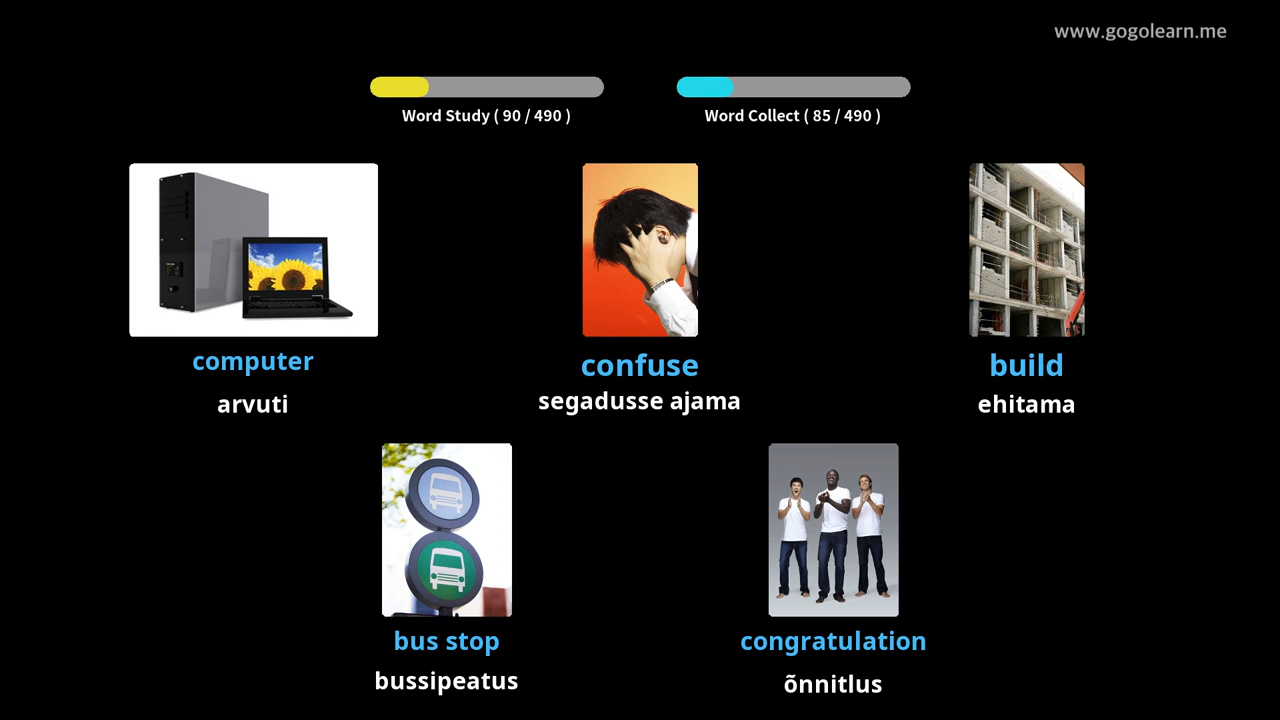 www.gogolearn.me
Word Study ( 90 / 490 )
Word Collect ( 85 / 490 )
computer
arvuti
confuse
segadusse ajama
build
ehitama
bus stop
bussipeatus
congratulation
õnnitlus